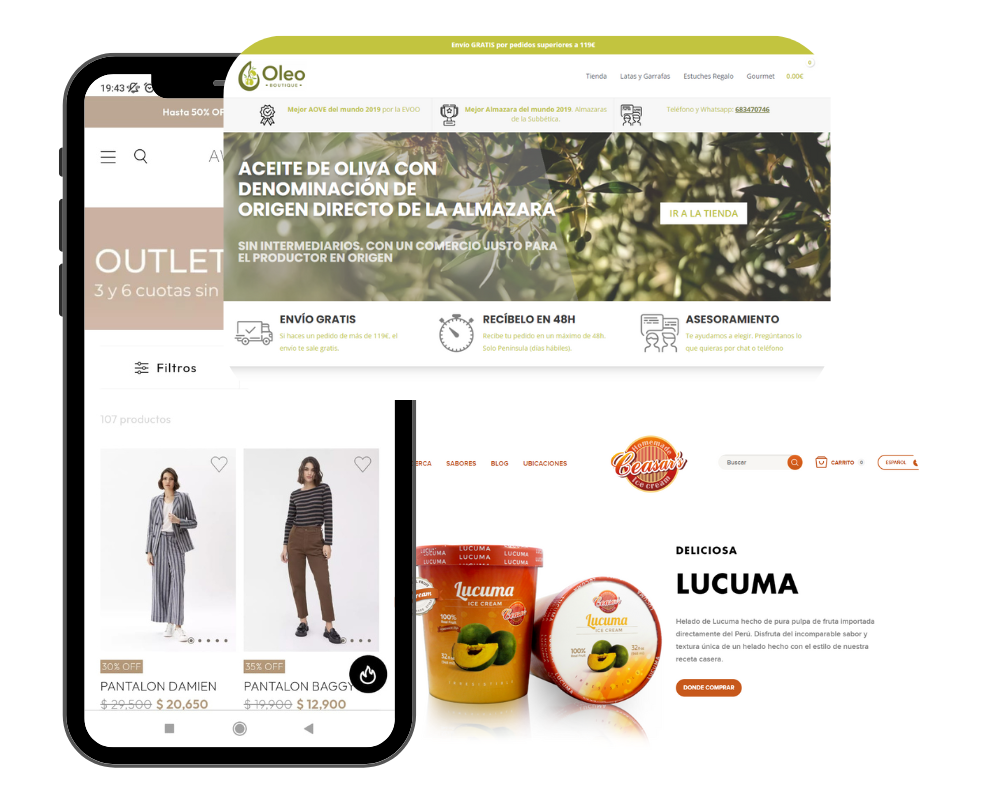 Envío GRATIS por pedidos superiores a 119€
Oleo
• BOUTIQUE •
Tienda Latas y Garrafas Estuches Regalo Gourmet 0.00€
0
Mejor AOVE del mundo 2019 por la EVOO
Mejor Almazara del mundo 2019. Almazaras
de la Subbética.
Teléfono y Whatsapp: 683470746
ACEITE DE OLIVA CON
DENOMINACIÓN DE
ORIGEN DIRECTO DE LA ALMAZARA
SIN INTERMEDIARIOS. CON UN COMERCIO JUSTO PARA
EL PRODUCTOR EN ORIGEN
IR A LA TIENDA
ENVÍO GRATIS
Si haces un pedido de más de 119€, el
envío te sale gratis.
RECÍBELO EN 48H
Recibe tu pedido en un máximo de 48h.
Solo Península (días hábiles).
ASESORAMIENTO
Te ayudamos a elegir. Pregúntanos lo
que quieras por chat o teléfono
19:43
Hasta 50% OF
OUTLET
3 y 6 cuotas sin
Filtros
107 productos
30% OFF
PANTALON DAMIEN
$ 29,500 $ 20,650
35% OFF
PANTALON BAGGY
$ 19,900 $ 12,900
ERCA SABORES BLOG UBICACIONES
Homemade
Ceasar's
ice cream
Buscar
CARRITO 0
ESPAÑOL
LUCUMA LUCUMA
LUCUMA LUCUMA LUCUMA
Lucuma
ICE CREAM
100%
IRRESISTIBLE
Lucuma
ICE CREAM
100%
DELICIOSA
LUCUMA
Helado de Lucuma hecho de pura pulpa de fruta importada
directamente del Perú. Disfruta del incomparable sabor y
textura única de un helado hecho con el estilo de nuestra
receta casera.
DONDE COMPRAR